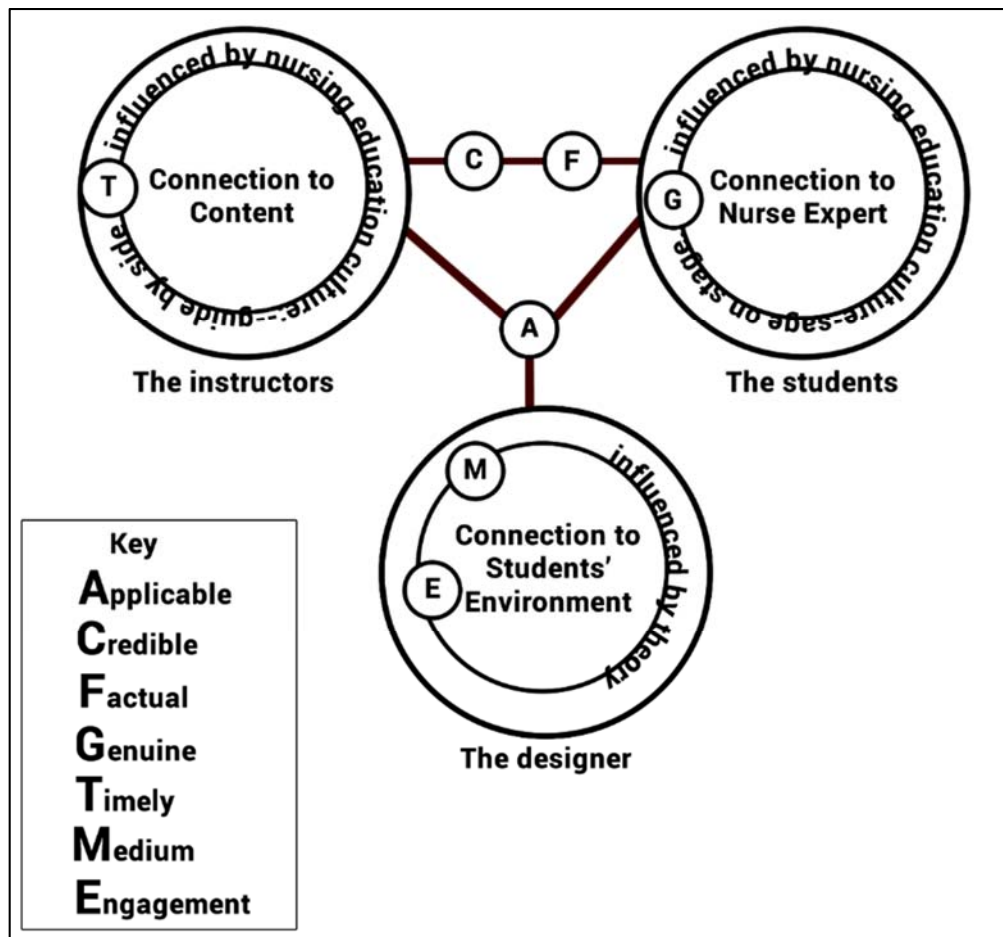 influenced by nursing education culture---guide by side
T
Connection to
Content
The instructors
C
F
influenced by nursing education culture-sage on stage
G
Connection to
Nurse Expert
The students
A
M
E
influenced by theory
Connection to
Students’
Environment
The designer
Key
Applicable
Credible
Factual
Genuine
Timely
Medium
Engagement